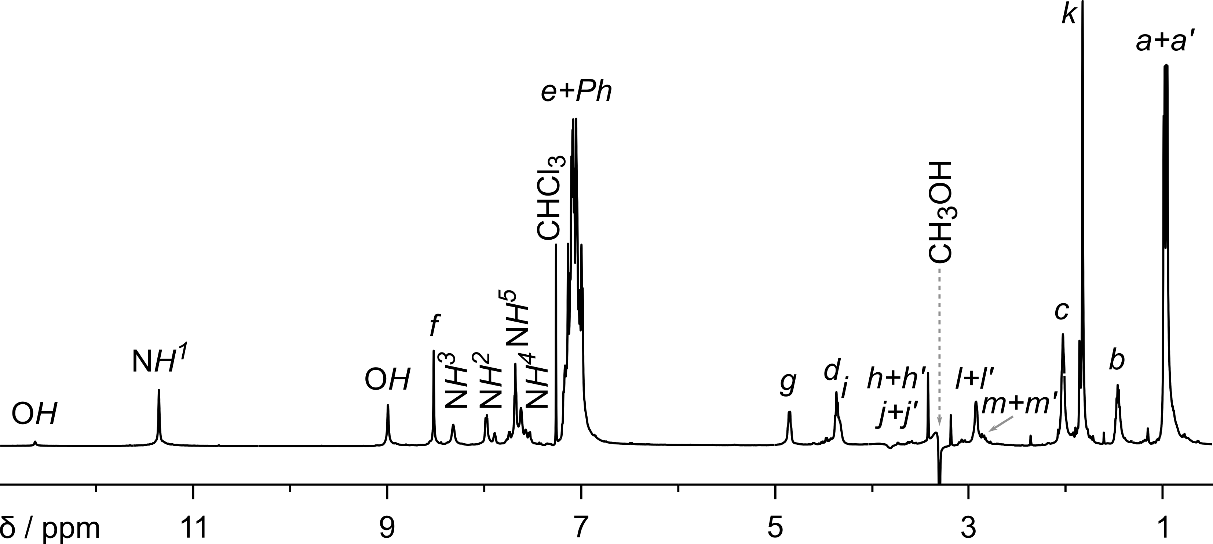 k
a+a'
e+Ph
CHCl₃
CH₃OH
NH⁵
c
f
NH¹
OH
NH³
NH²
NH⁴
g
d
i
h+h'
j+j'
l+l'
m+m'
b
OH
δ / ppm
11
9
7
5
3
1